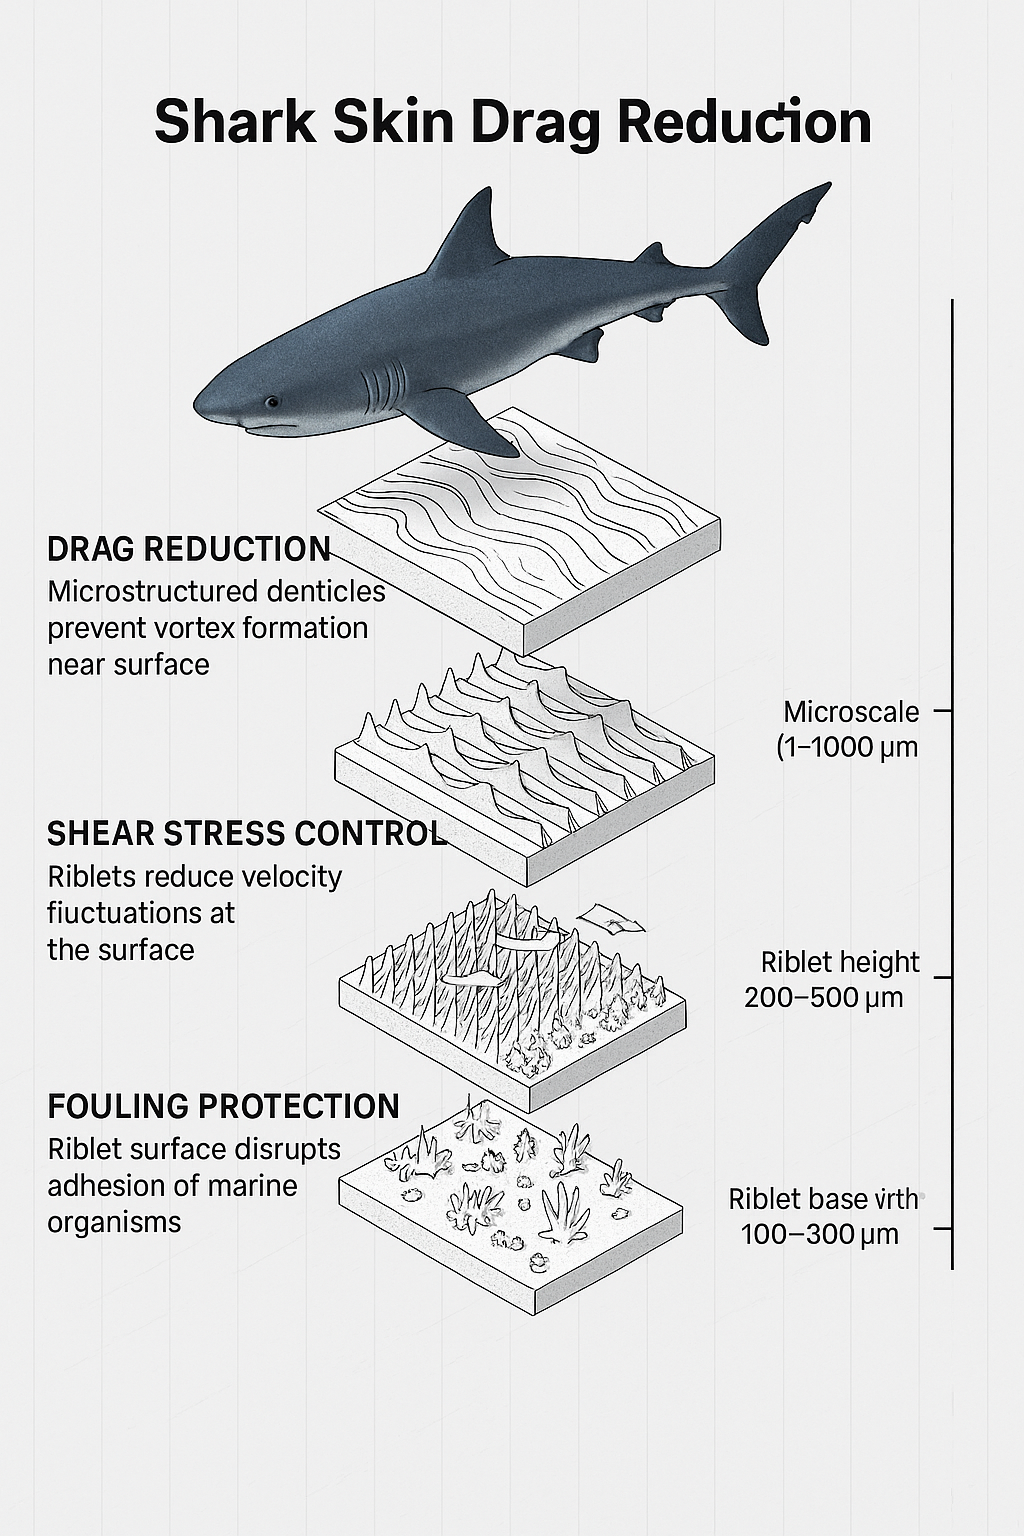 Shark Skin Drag Reduction
DRAG REDUCTION
Microstructured denticles
prevent vortex formation
near surface
Microscale
(1–1000 µm
SHEAR STRESS CONTROL
Riblets reduce velocity
fiuctuations at
the surface
Riblet height
200–500 µm
FOULING PROTECTION
Riblet surface disrupts
adhesion of marine
organisms
Riblet base virth
100–300 µm